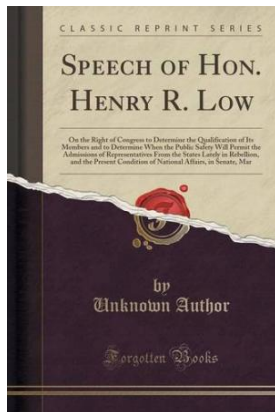 CLASSIC REPRINT SERIES
SPEECH OF HON.
HENRY R. LOW
On the Right of Congress to Determine the Qualification of Its
Members and to Determine When the Public Safety Will Permit the
Admissions of Representatives From the States Lately in Rebellion,
and the Present Condition of National Affairs, in Senate, Mar
by
Unknown Author
Forgotten Books